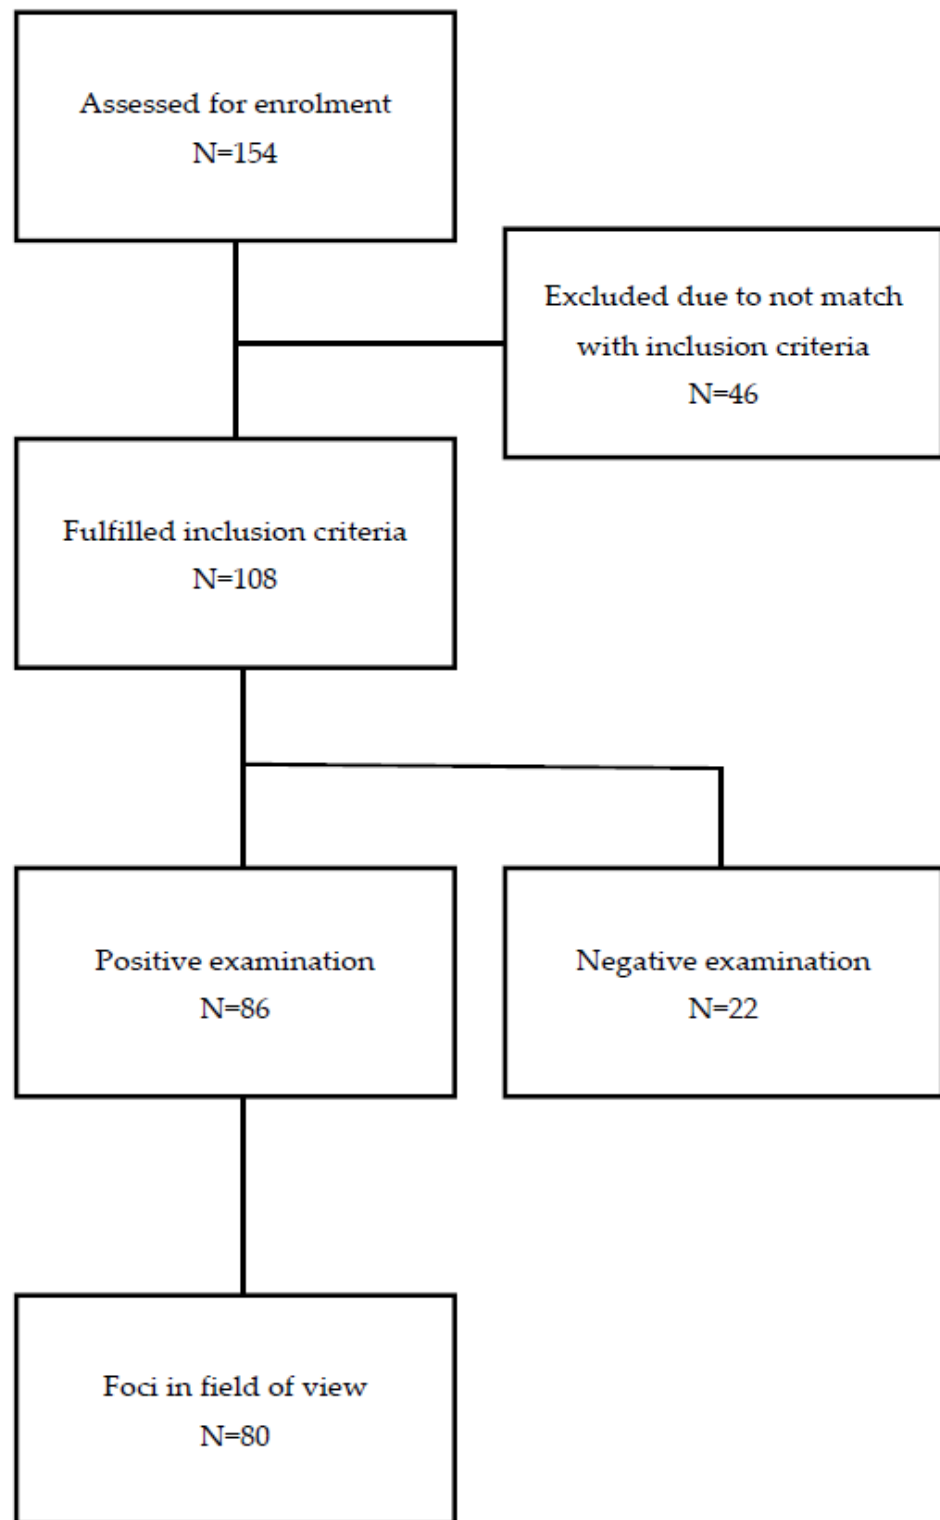 Assessed for enrolment
N=154
Excluded due to not match
with inclusion criteria
N=46
Fulfilled inclusion criteria
N=108
Positive examination
N=86
Negative examination
N=22
Foci in field of view
N=80